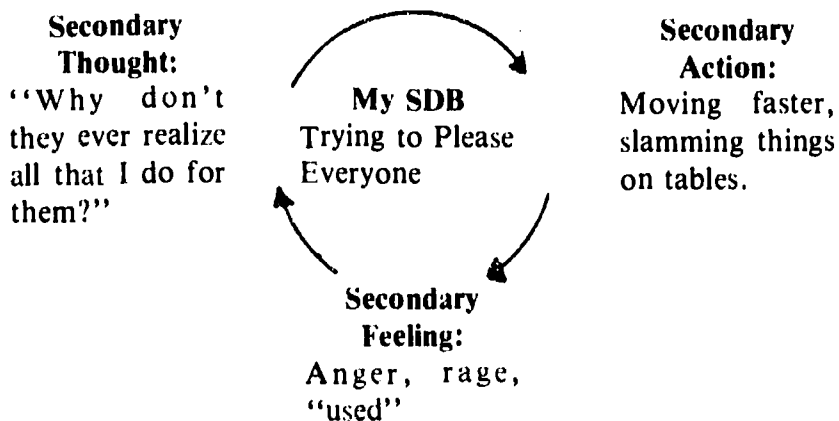 Secondary
Thought:
“Why don't
they ever realize
all that I do for
them?”
My SDB
Trying to Please
Everyone
Secondary
Action:
Moving faster,
slamming things
on tables.
Secondary
Feeling:
Anger, rage,
“used”